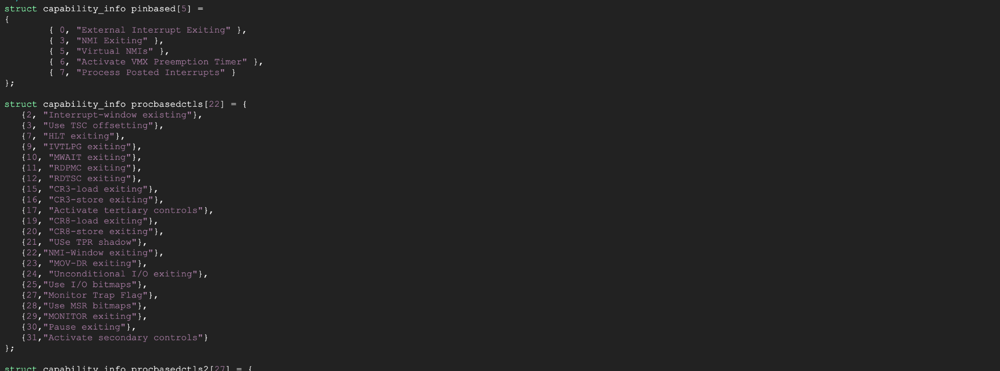 struct capability_info pinbased[5] =
{
        { 0, "External Interrupt Exiting" },
        { 3, "NMI Exiting" },
        { 5, "Virtual NMIs" },
        { 6, "Activate VMX Preemption Timer" },
        { 7, "Process Posted Interrupts" }
};

struct capability_info procbasedctls[22] = {
   {2, "Interrupt-window existing"},
   {3, "Use TSC offsetting"},
   {7, "HLT exiting"},
   {9, "IVTLPG exiting"},
   {10, "MWAIT exiting"},
   {11, "RDPMC exiting"},
   {12, "RDTSC exiting"},
   {15, "CR3-load exiting"},
   {16, "CR3-store exiting"},
   {17, "Activate tertiary controls"},
   {19, "CR8-load exiting"},
   {20, "CR8-store exiting"},
   {21, "USe TPR shadow"},
   {22,"NMI-Window exiting"},
   {23, "MOV-DR exiting"},
   {24, "Unconditional I/O exiting"},
   {25,"Use I/O bitmaps"},
   {27,"Monitor Trap Flag"},
   {28,"Use MSR bitmaps"},
   {29,"MONITOR exiting"},
   {30,"Pause exiting"},
   {31,"Activate secondary controls"}
};

struct capability_info procbasedctls2[27] = {